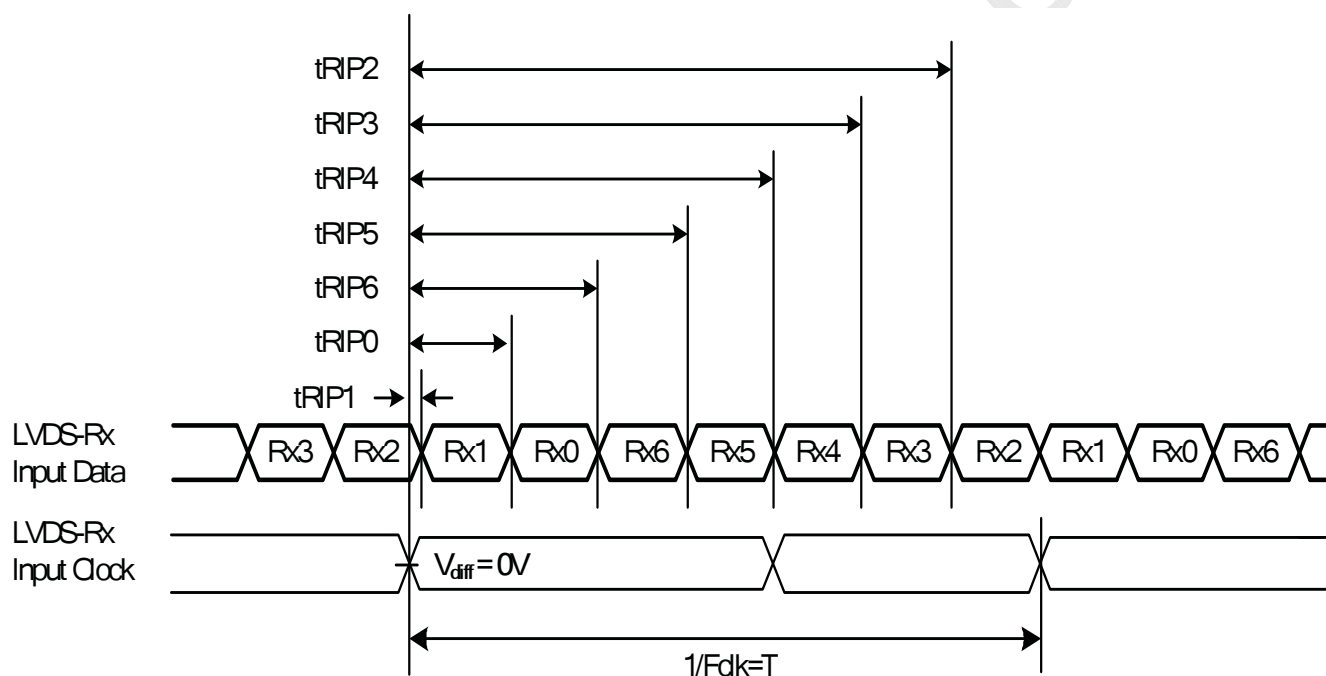 tRIP2
tRIP3
tRIP4
tRIP5
tRIP6
tRIP0
tRIP1
LVDS-Rx
Input Data
Rx3 Rx2 Rx1 Rx0 Rx6 Rx5 Rx4 Rx3 Rx2 Rx1 Rx0 Rx6
LVDS-Rx
Input Clock
Vdiff = 0V
1/Fclk=T